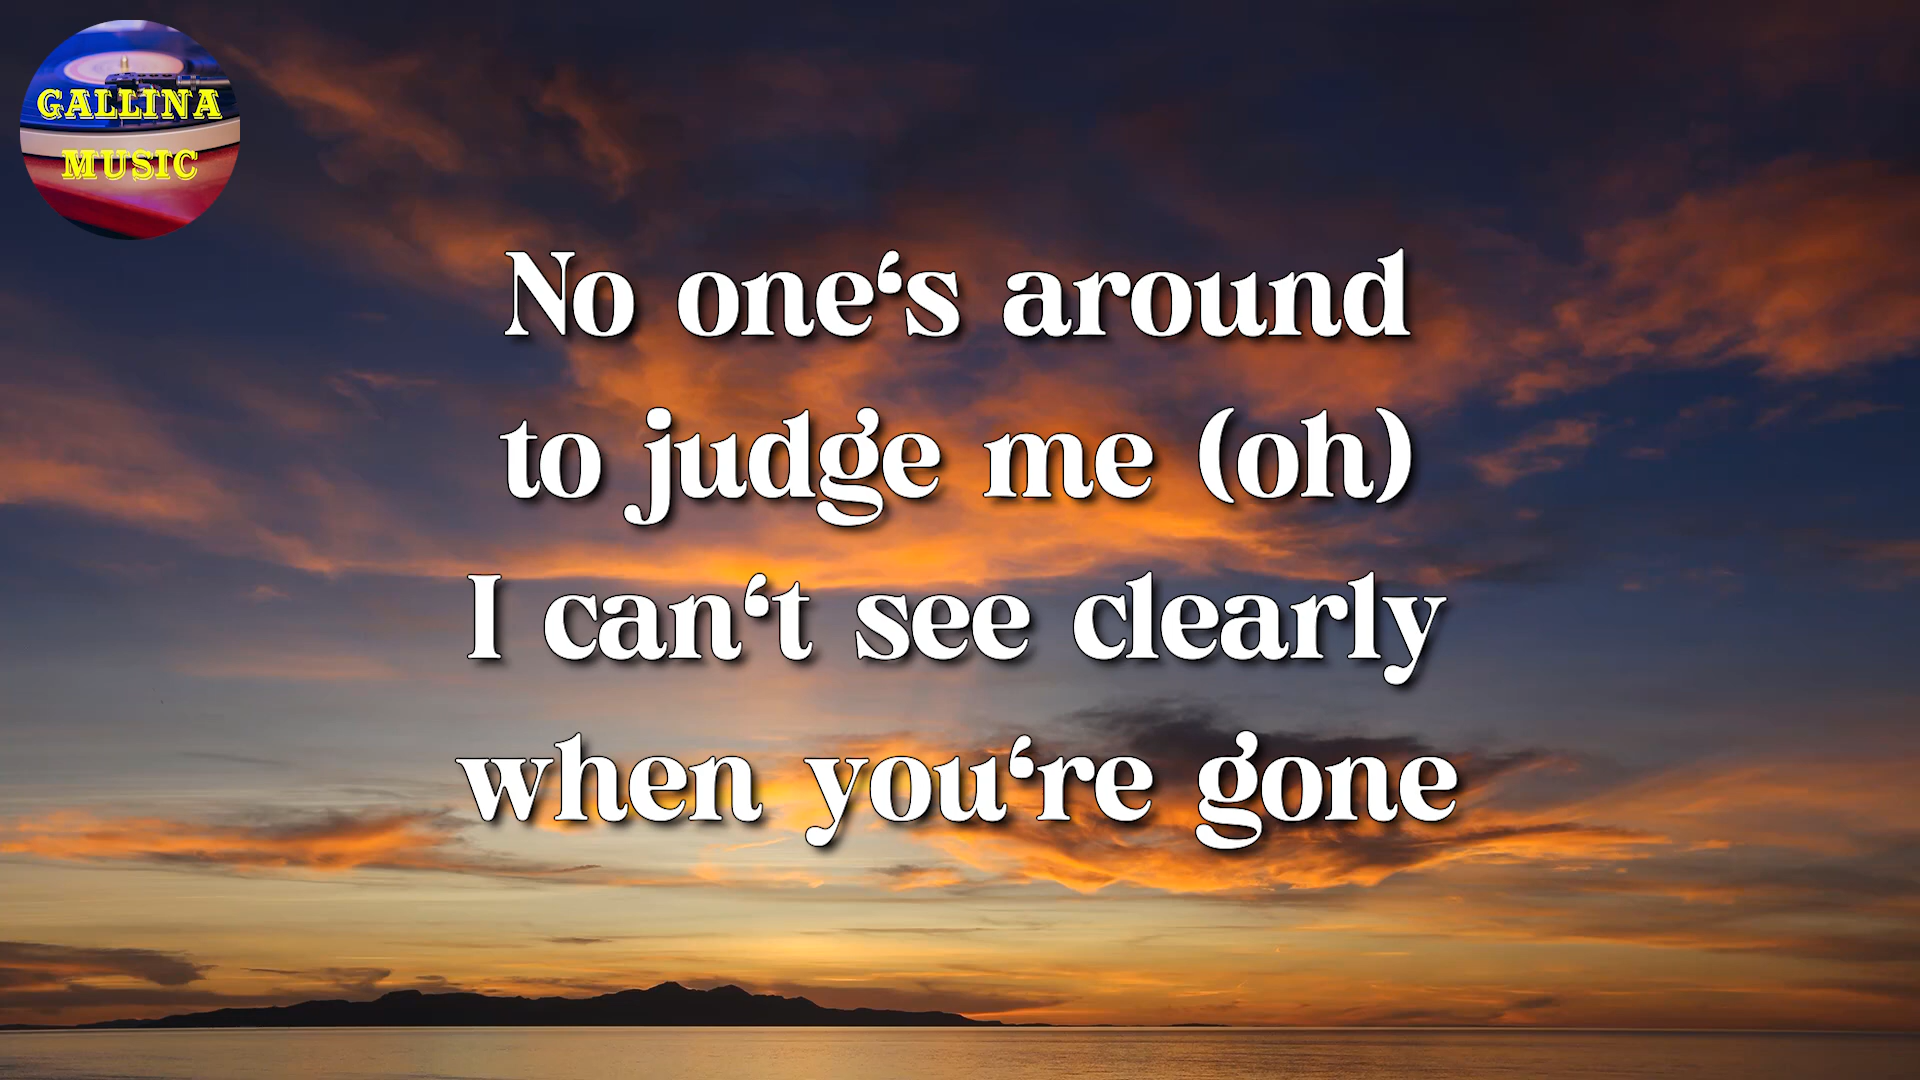 GALLINA
MUSIC
No one‘s around
to judge me (oh)
I can‘t see clearly
when you‘re gone